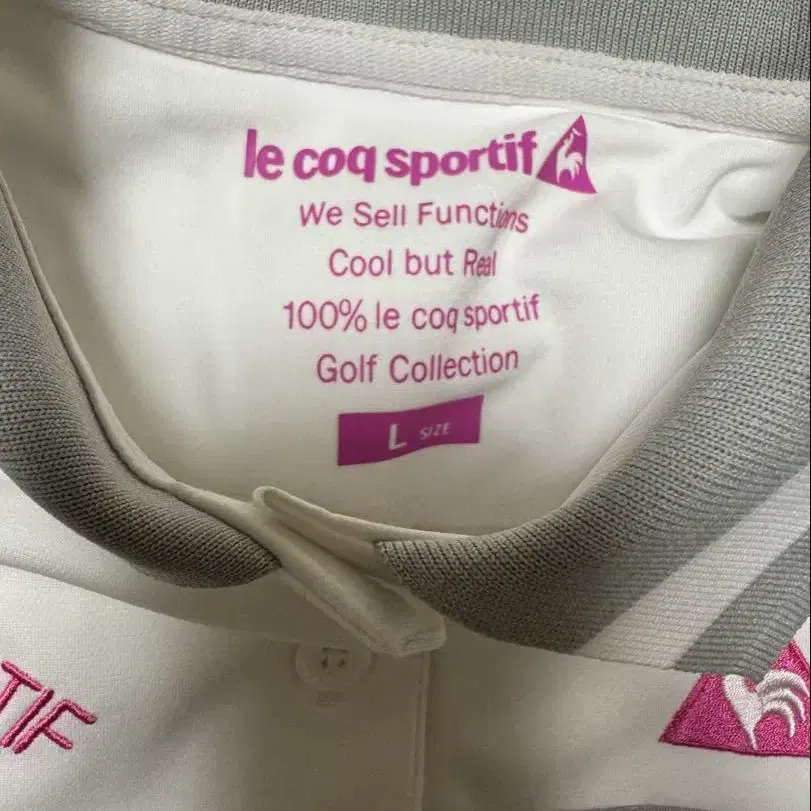 le coq sportif
We Sell Functions
Cool but Real
100% le coq sportif
Golf Collection
L SIZE
TIF